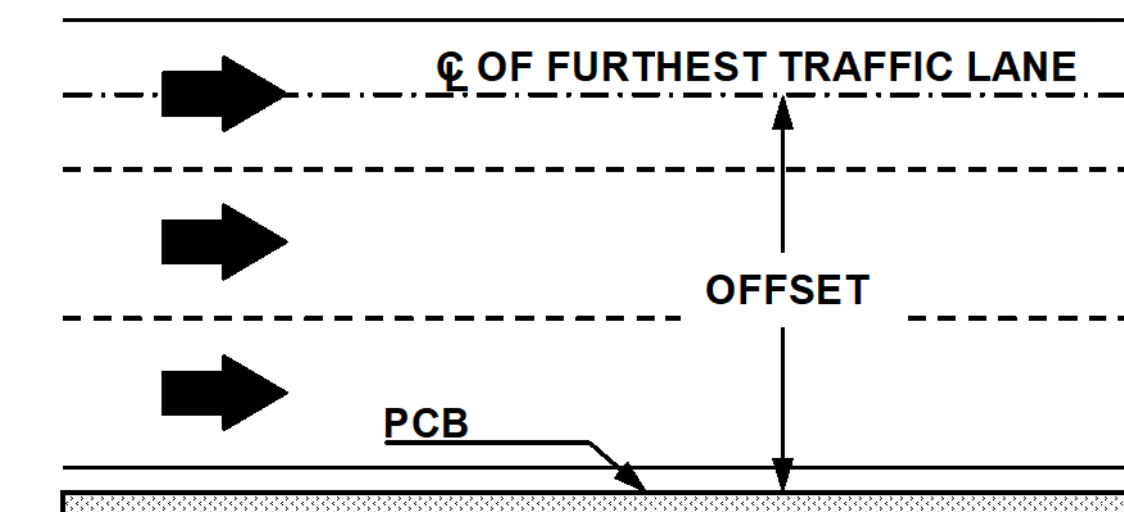 ℄ OF FURTHEST TRAFFIC LANE
OFFSET
PCB